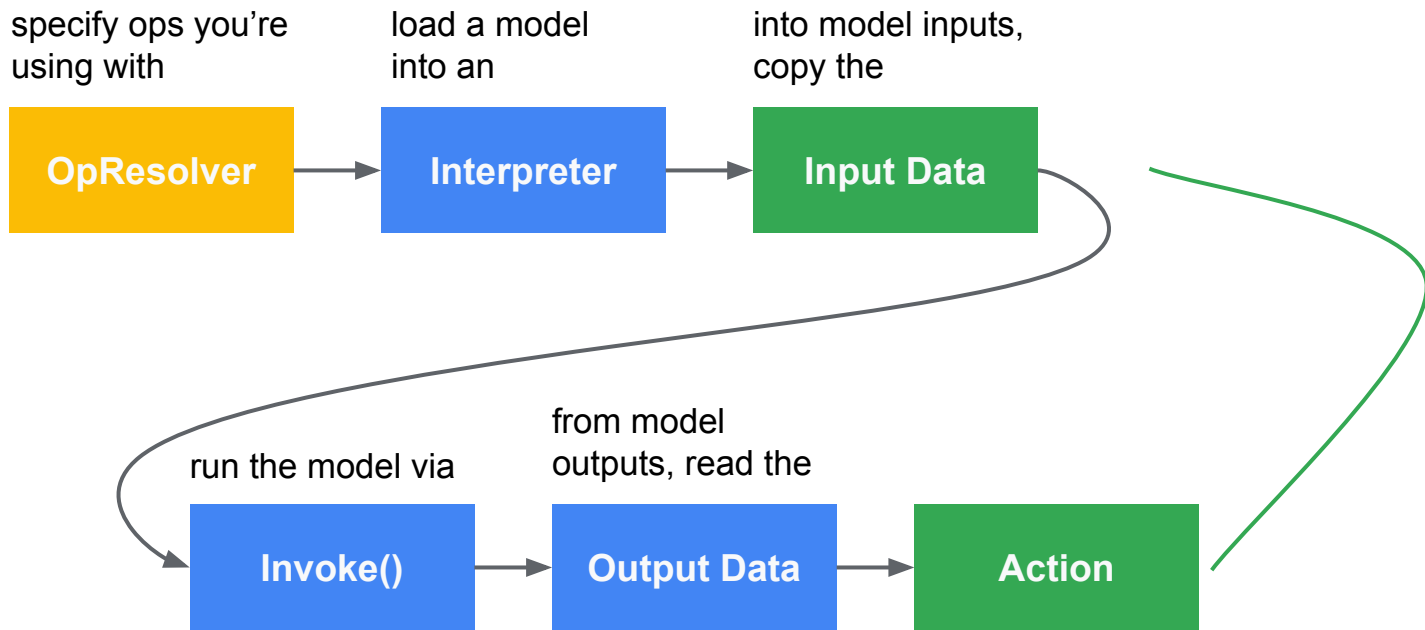 specify ops you're
using with
load a model
into an
into model inputs,
copy the
OpResolver
Interpreter
Input Data
run the model via
from model
outputs, read the
Invoke()
Output Data
Action